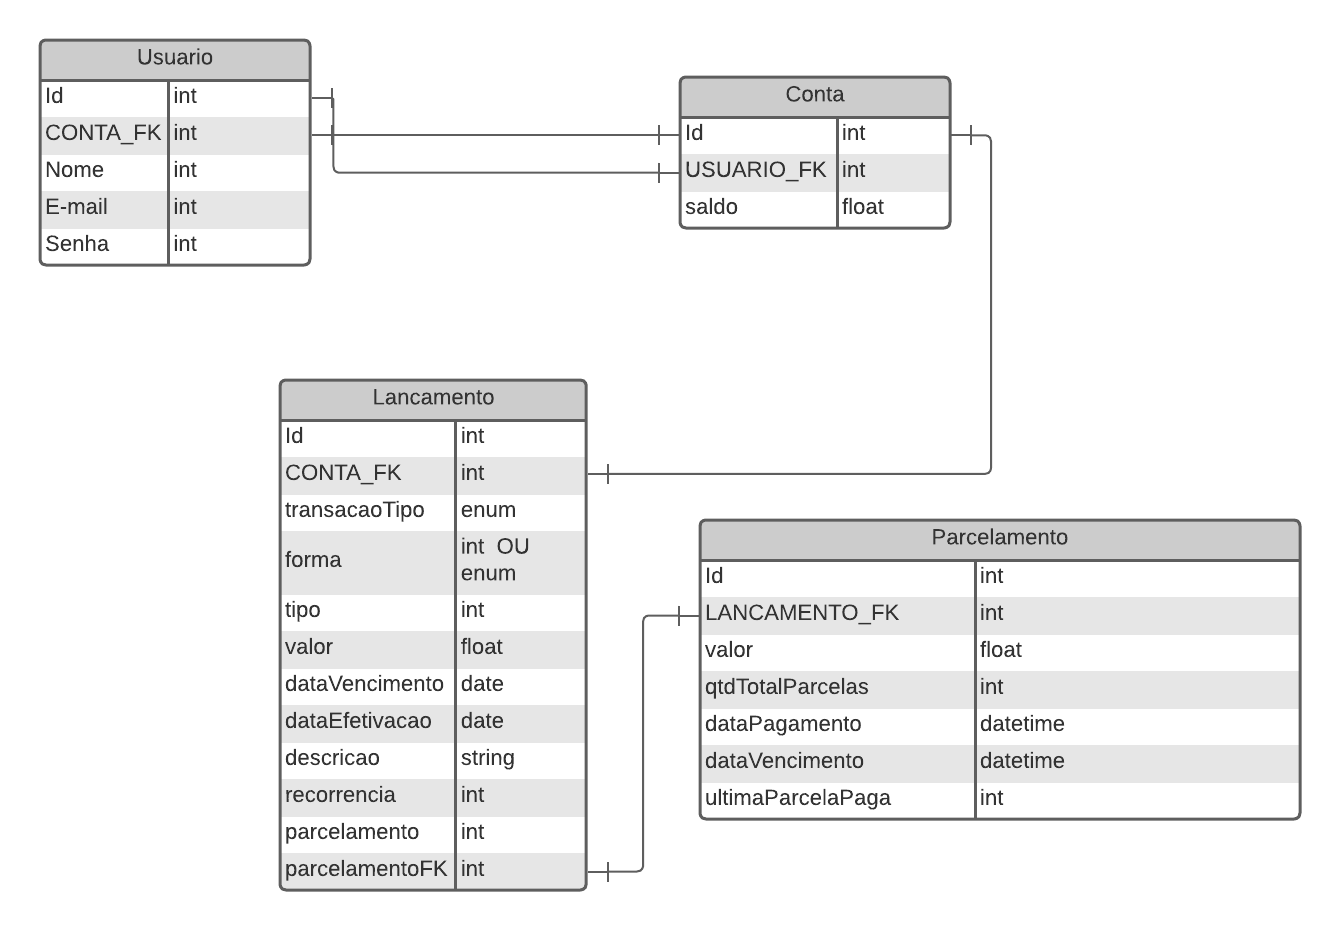 Usuario
Id int
CONTA_FK int
Nome int
E-mail int
Senha int
Conta
Id int
USUARIO_FK int
saldo float
Lancamento
Id int
CONTA_FK int
transacaoTipo enum
forma int OU
enum
tipo int
valor float
dataVencimento date
dataEfetivacao date
descricao string
recorrencia int
parcelamento int
parcelamentoFK int
Parcelamento
Id int
LANCAMENTO_FK int
valor float
qtdTotalParcelas int
dataPagamento datetime
dataVencimento datetime
ultimaParcelaPaga int